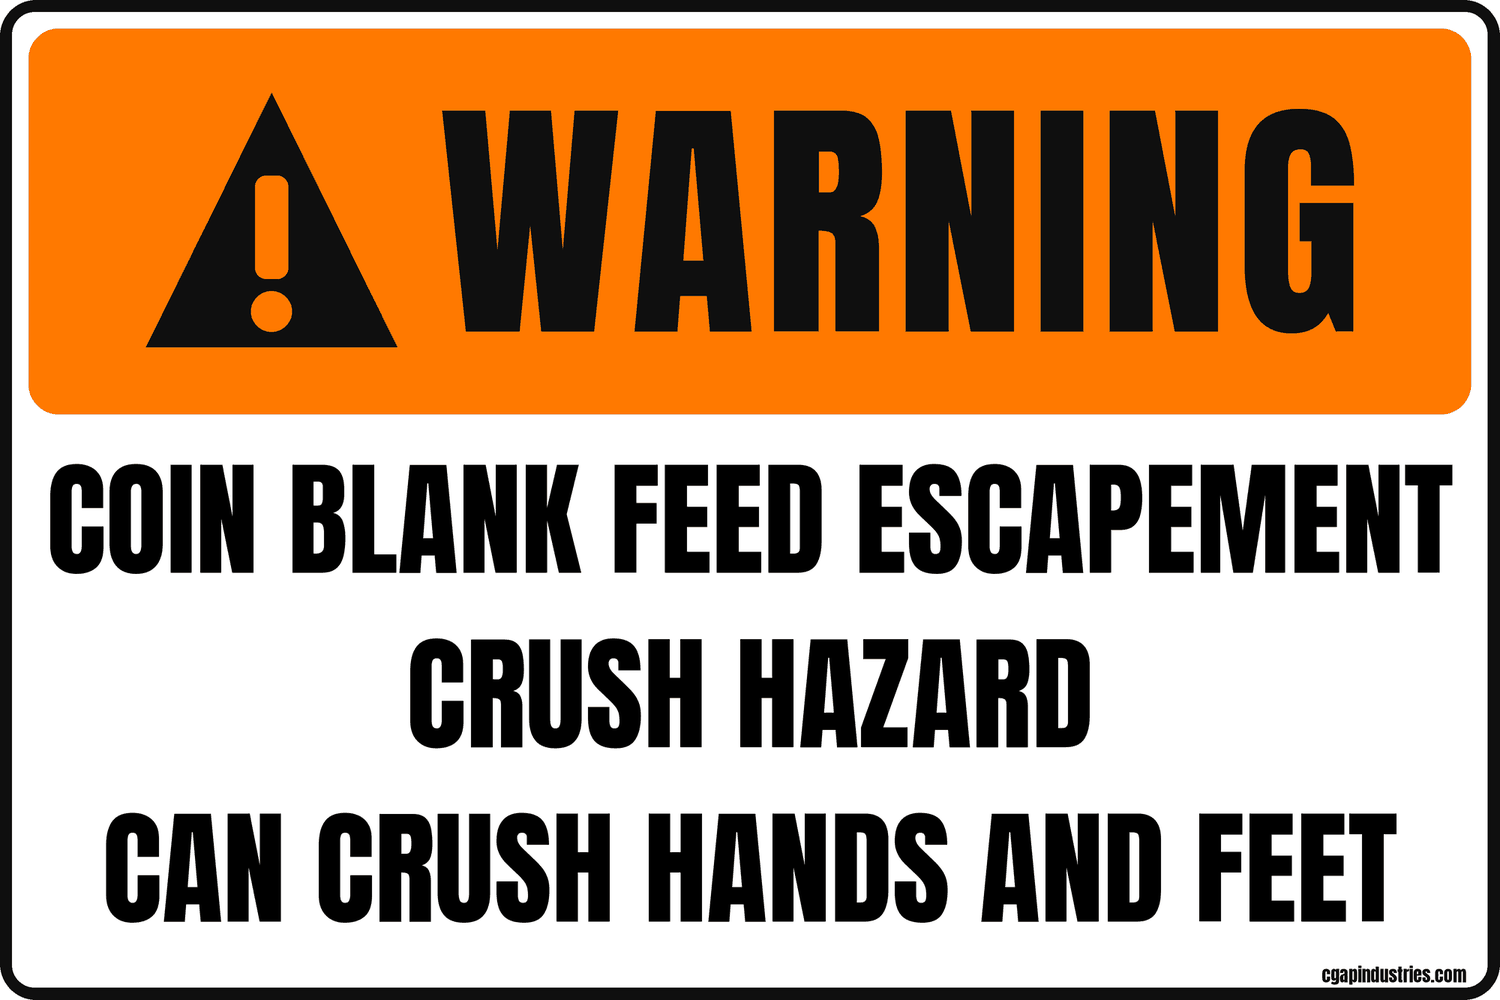 WARNING
COIN BLANK FEED ESCAPEMENT
CRUSH HAZARD
CAN CRUSH HANDS AND FEET
cgapindustries.com